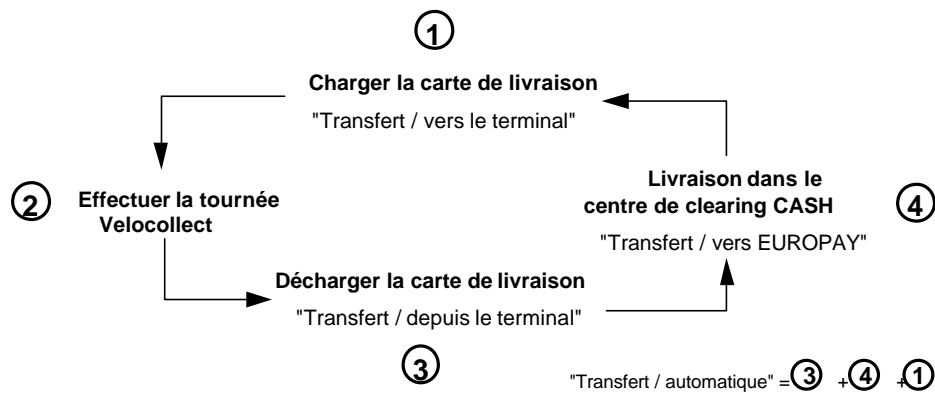 1
Charger la carte de livraison
"Transfert / vers le terminal"
2
Effectuer la tournée
Velocollect
Livraison dans le
centre de clearing CASH
4
"Transfert / vers EUROPAY"
Décharger la carte de livraison
"Transfert / depuis le terminal"
3
"Transfert / automatique" = 3 + 4 + 1